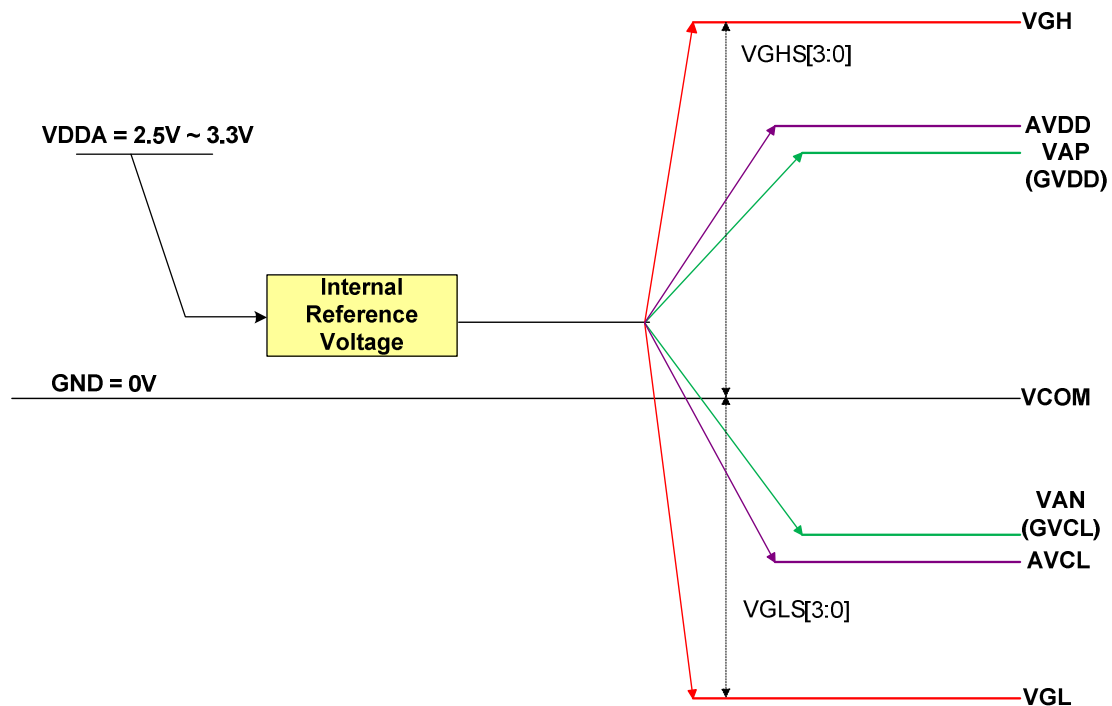 VGH
VGHS[3:0]
VDDA = 2.5V ~ 3.3V
AVDD
VAP
(GVDD)
Internal
Reference
Voltage
GND = 0V
VCOM
VAN
(GVCL)
AVCL
VGLS[3:0]
VGL